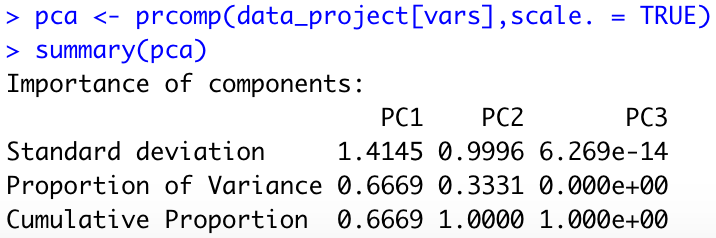 > pca <- prcomp(data_project[vars],scale. = TRUE)
> summary(pca)
Importance of components:
PC1 PC2 PC3
Standard deviation 1.4145 0.9996 6.269e-14
Proportion of Variance 0.6669 0.3331 0.000e+00
Cumulative Proportion 0.6669 1.0000 1.000e+00